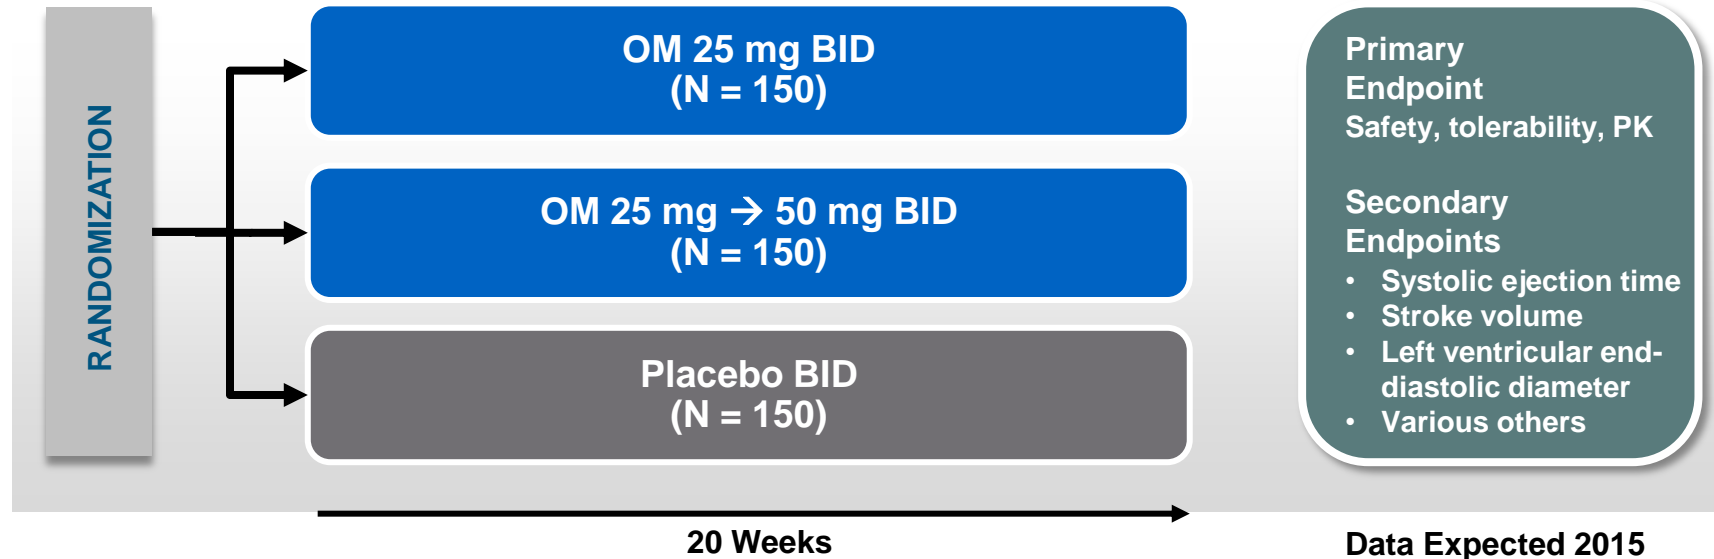 RANDOMIZATION
OM 25 mg BID
(N = 150)
OM 25 mg → 50 mg BID
(N = 150)
Placebo BID
(N = 150)
20 Weeks
Primary
Endpoint
Safety, tolerability, PK
Secondary
Endpoints
• Systolic ejection time
• Stroke volume
• Left ventricular end-
diastolic diameter
• Various others
Data Expected 2015